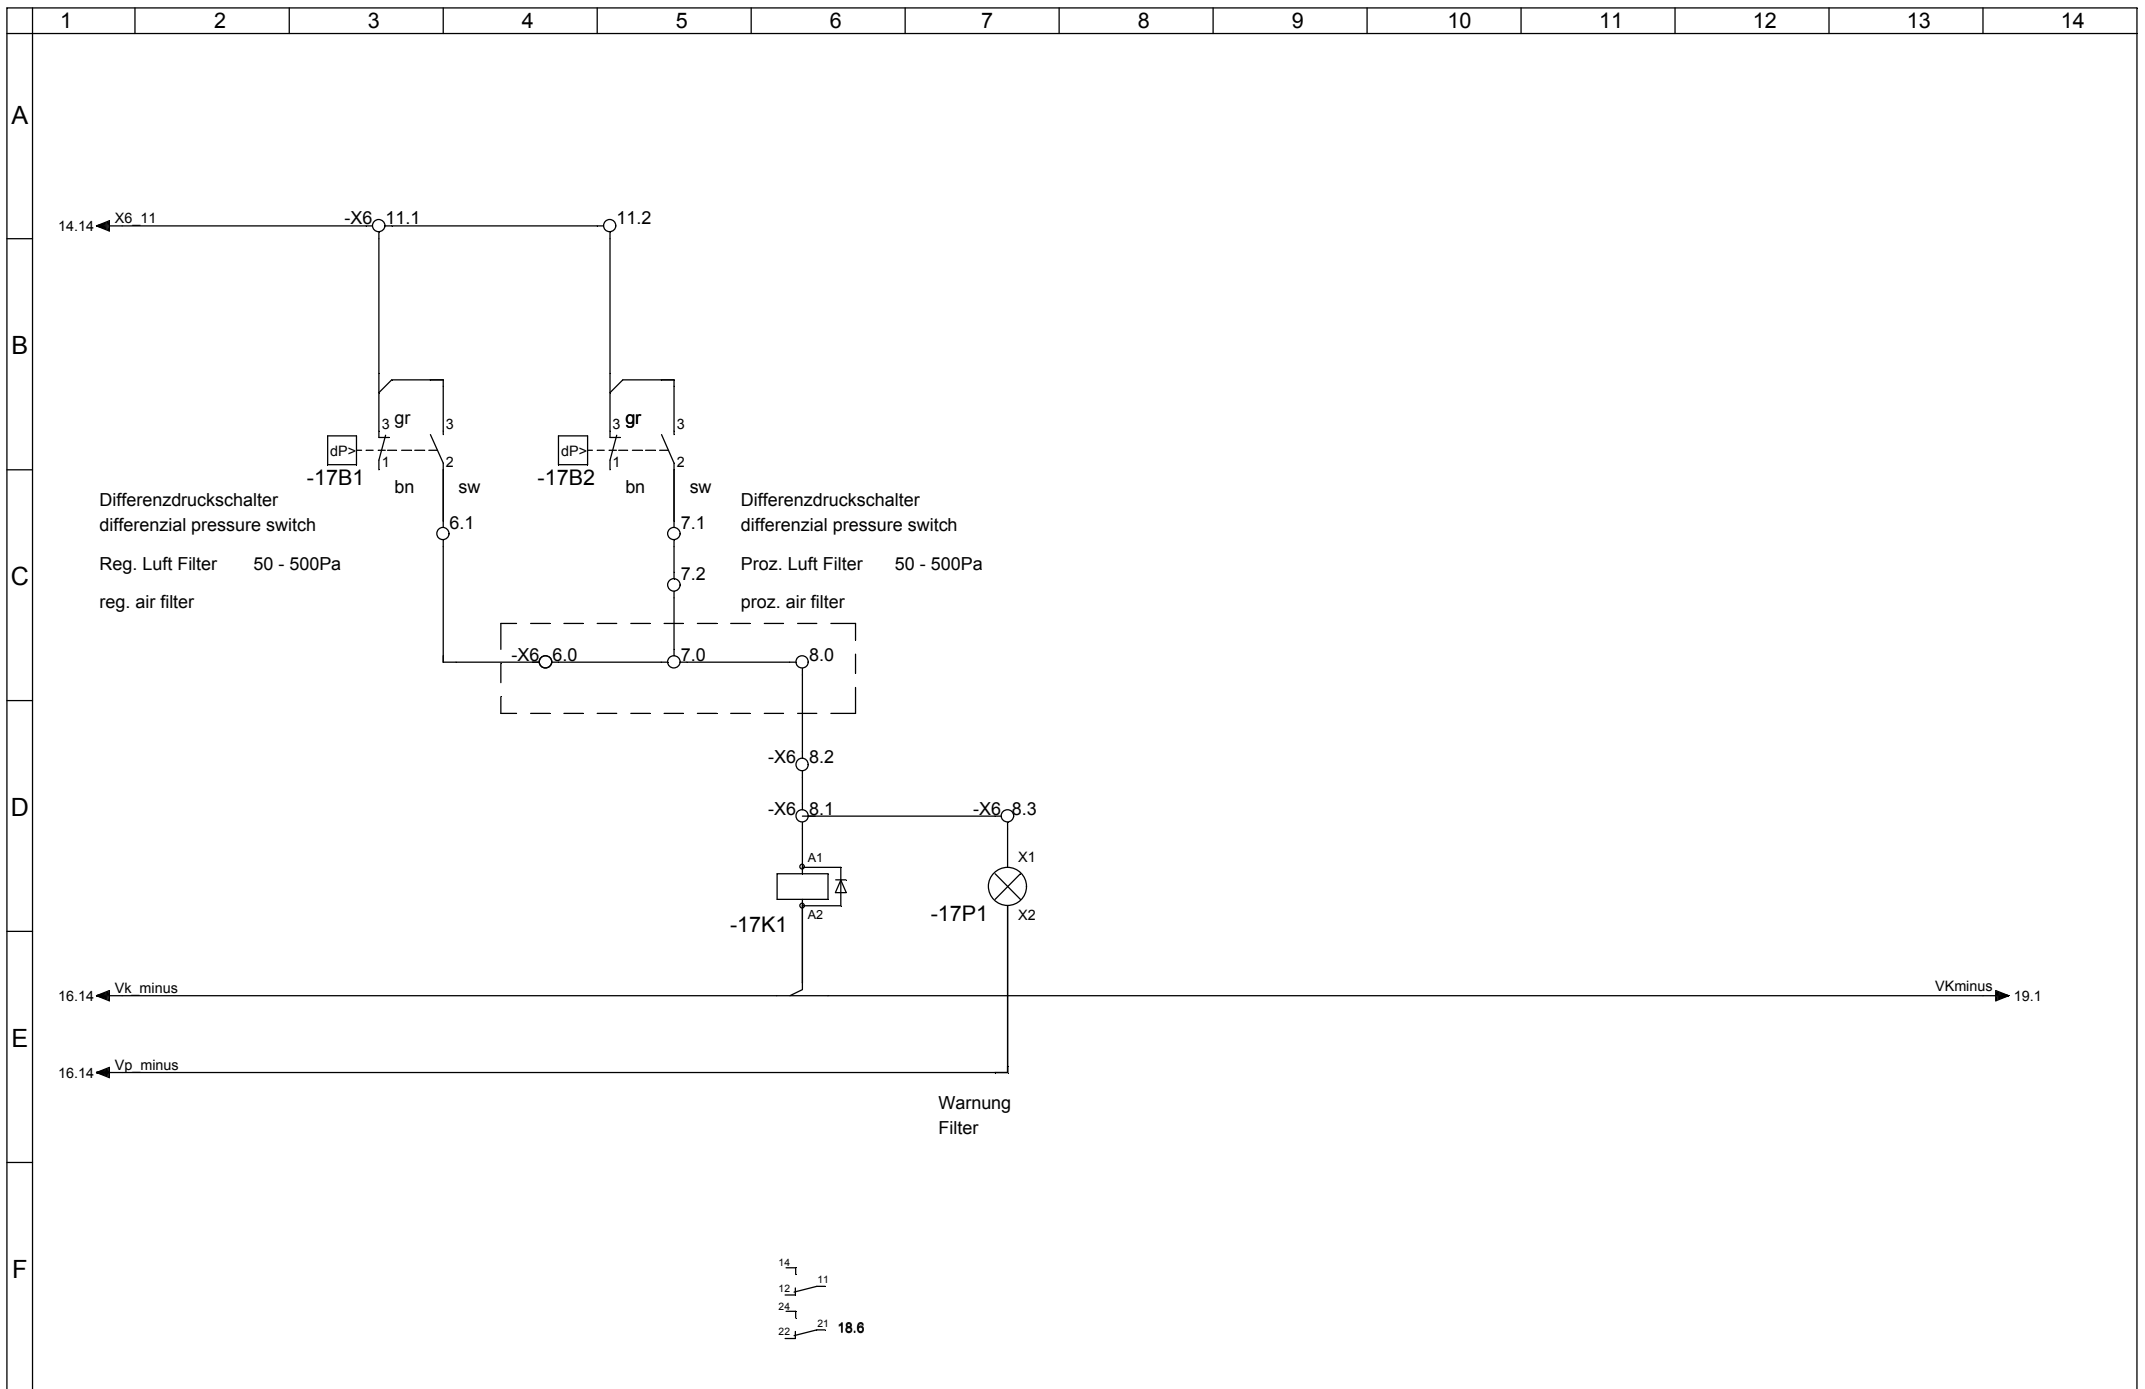 1 2 3 4 5 6 7 8 9 10 11 12 13 14
A
14.14 X6_11 -X6 11.1 11.2
B
3 gr 3 3 gr 3
dP> dP>
1 2 1 2
-17B1 -17B2
bn sw bn sw
Differenzdruckschalter
differenzial pressure switch
Reg. Luft Filter 50 - 500Pa
reg. air filter
6.1 7.1
7.2
Differenzdruckschalter
differenzial pressure switch
Proz. Luft Filter 50 - 500Pa
proz. air filter
C
-X6 6.0 7.0 8.0
-X6 8.2
D
-X6 8.1 -X6 8.3
A1 X1
A2 X2
-17K1 -17P1
16.14 Vk_minus VKminus 19.1
E
16.14 Vp_minus
Warnung
Filter
F
14
12 11
24
22 21 18.6